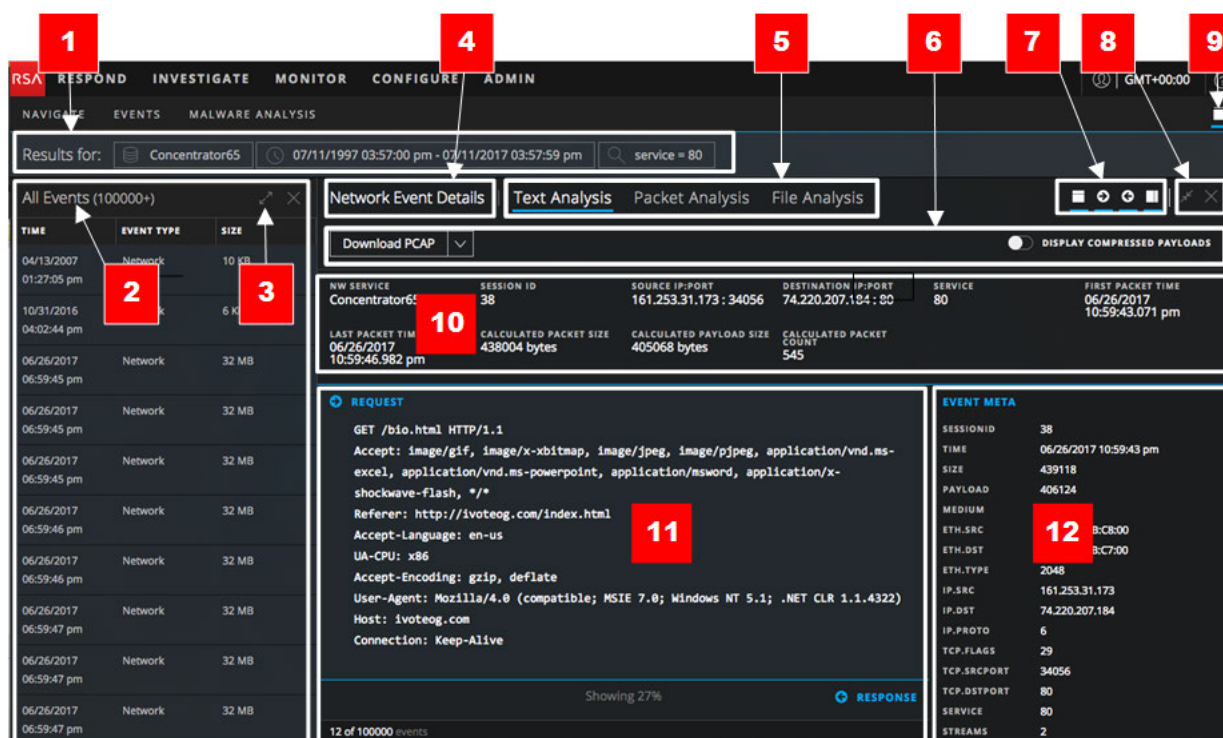 1
4
5
6
7
8
9
RSA RESPOND INVESTIGATE MONITOR CONFIGURE ADMIN
GMT+00:00
NAVIGATE EVENTS MALWARE ANALYSIS
Results for: Concentrator65 07/11/1997 03:57:00 pm - 07/11/2017 03:57:59 pm service = 80
All Events (100000+)
TIME EVENT TYPE SIZE
04/13/2007 Network 10 KB
01:27:05 pm
2
3
10/31/2016 6
04:02:44 pm
06/26/2017 Network 32 MB
06:59:45 pm
06/26/2017 Network 32 MB
06:59:45 pm
06/26/2017 Network 32 MB
06:59:45 pm
06/26/2017 Network 32 MB
06:59:46 pm
06/26/2017 Network 32 MB
06:59:46 pm
06/26/2017 Network 32 MB
06:59:47 pm
06/26/2017 Network 32 MB
06:59:47 pm
06/26/2017 Network 32 MB
06:59:47 pm
Network Event Details Text Analysis Packet Analysis File Analysis
Download PCAP
DISPLAY COMPRESSED PAYLOADS
NW SERVICE SESSION ID SOURCE IP:PORT DESTINATION IP:PORT SERVICE FIRST PACKET TIME
38 161.253.31.173 : 34056 74.220.207.184 : 80 80 06/26/2017
10:59:43.071 pm
10
LAST PACKET CALCULATED PACKET SIZE CALCULATED PAYLOAD SIZE CALCULATED PACKET COUNT
06/26/2017 438004 bytes 405068 bytes 545
10:59:46.982 pm
REQUEST
GET /bio.html HTTP/1.1
Accept: image/gif, image/x-xbitmap, image/jpeg, image/pjpeg, application/vnd.ms-
excel, application/vnd.ms-powerpoint, application/msword, application/x-
shockwave-flash, */*
Referer: http://ivoteog.com/index.html
Accept-Language: en-us
UA-CPU: x86
Accept-Encoding: gzip, deflate
User-Agent: Mozilla/4.0 (compatible; MSIE 7.0; Windows NT 5.1; .NET CLR 1.1.4322)
Host: ivoteog.com
Connection: Keep-Alive
11
Showing 27%
RESPONSE
12 of 100000 events
EVENT META
SESSIONID 38
TIME 06/26/2017 10:59:43 pm
SIZE 439118
PAYLOAD 406124
MEDIUM
12
ETH.SRC B:C8:00
ETH.DST B:C7:00
ETH.TYPE 2048
IP.SRC 161.253.31.173
IP.DST 74.220.207.184
IP.PROTO 6
TCP.FLAGS 29
TCP.SRCPORT 34056
TCP.DSTPORT 80
SERVICE 80
STREAMS 2